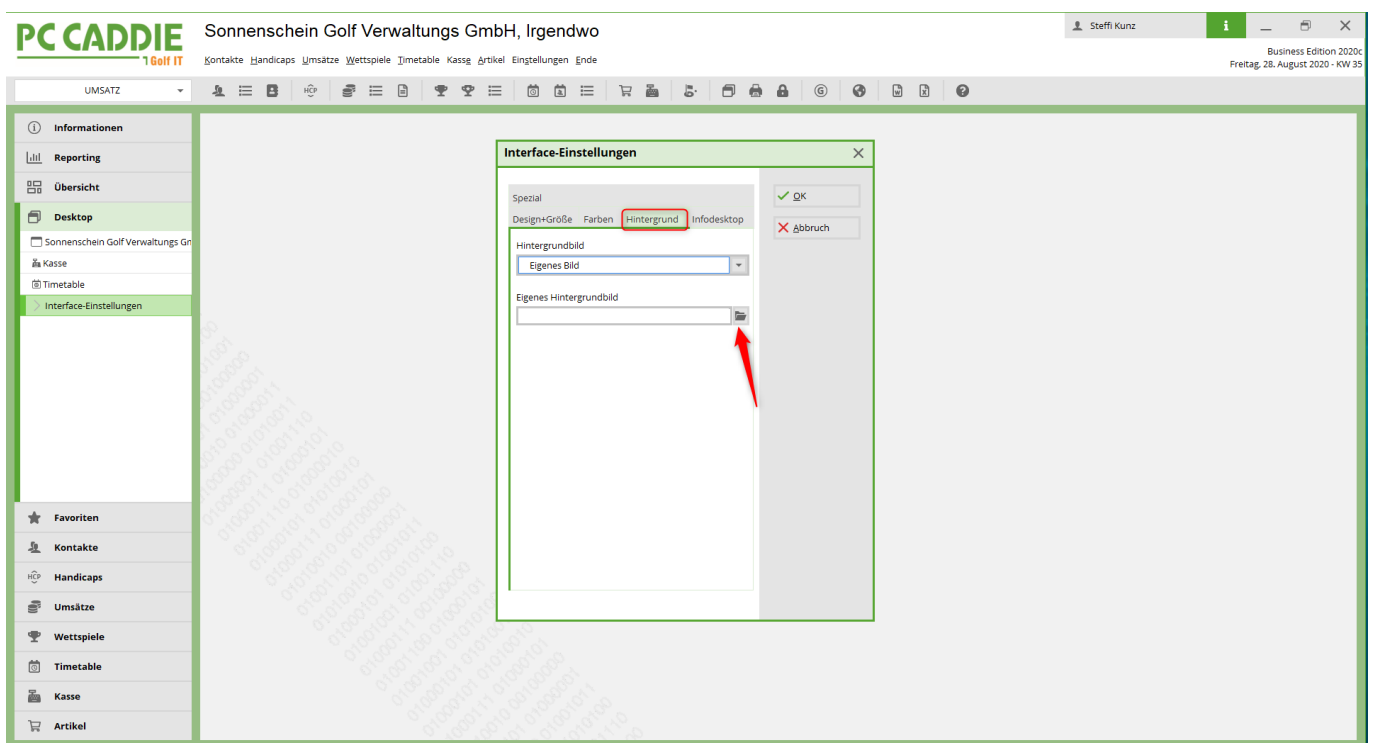 PC CADDIE
Golf IT
Sonnenschein Golf Verwaltungs GmbH, Irgendwo
Kontakte Handicaps Umsätze Wettspiele Timetable Kasse Artikel Einstellungen Ende
Steffi Kunz
i
Business Edition 2020c
Freitag, 28. August 2020 - KW 35
UMSATZ
HCP
G
Informationen
Reporting
Übersicht
Desktop
Sonnenschein Golf Verwaltungs Gm
Kasse
Timetable
Interface-Einstellungen
Favoriten
Kontakte
HCP Handicaps
Umsätze
Wettspiele
Timetable
Kasse
Artikel
Interface-Einstellungen
Spezial
Design+Größe Farben Hintergrund Infodesktop
Hintergrundbild
Eigenes Bild
Eigenes Hintergrundbild
OK
Abbruch